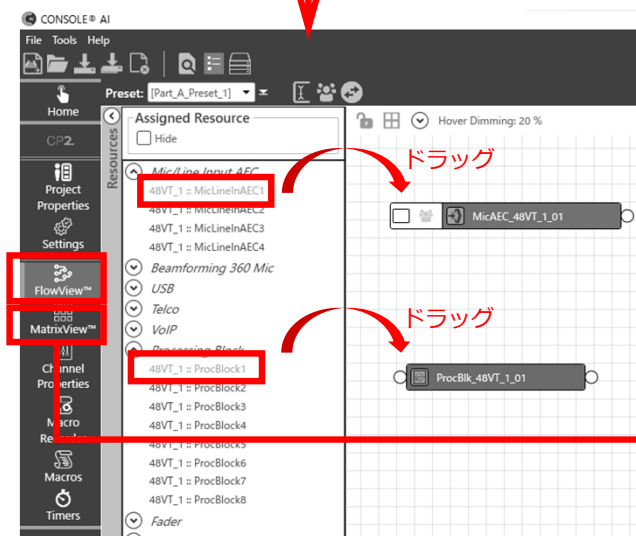 CONSOLE® AI
File Tools Help
Preset: [Part_A_Preset_1]
Home
CP2.
Project
Properties
Settings
FlowView™
MatrixView™
Channel
Properties
Macro
Macros
Timers
Resources
Assigned Resource
Hide
Mic/Line Input AEC
48VT_1 :: MicLineInAEC1
48VT_1 :: MicLineInAEC2
48VT_1 :: MicLineInAEC3
48VT_1 :: MicLineInAEC4
Beamforming 360 Mic
USB
Telco
VoIP
Processing Block
48VT_1 :: ProcBlock1
48VT_1 :: ProcBlock2
48VT_1 :: ProcBlock3
48VT_1 :: ProcBlock4
48VT_1 :: ProcBlock5
48VT_1 :: ProcBlock6
48VT_1 :: ProcBlock7
48VT_1 :: ProcBlock8
Fader
Hover Dimming: 20 %
ドラッグ
MicAEC_48VT_1_01
ドラッグ
ProcBlk_48VT_1_01